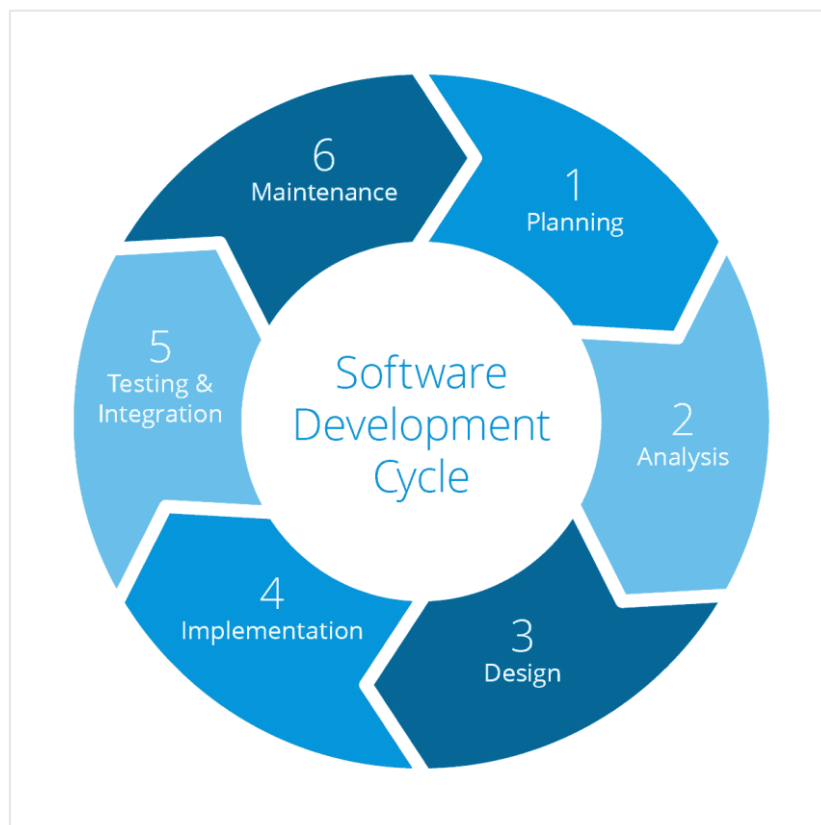 Software
Development
Cycle
1
Planning
2
Analysis
3
Design
4
Implementation
5
Testing &
Integration
6
Maintenance